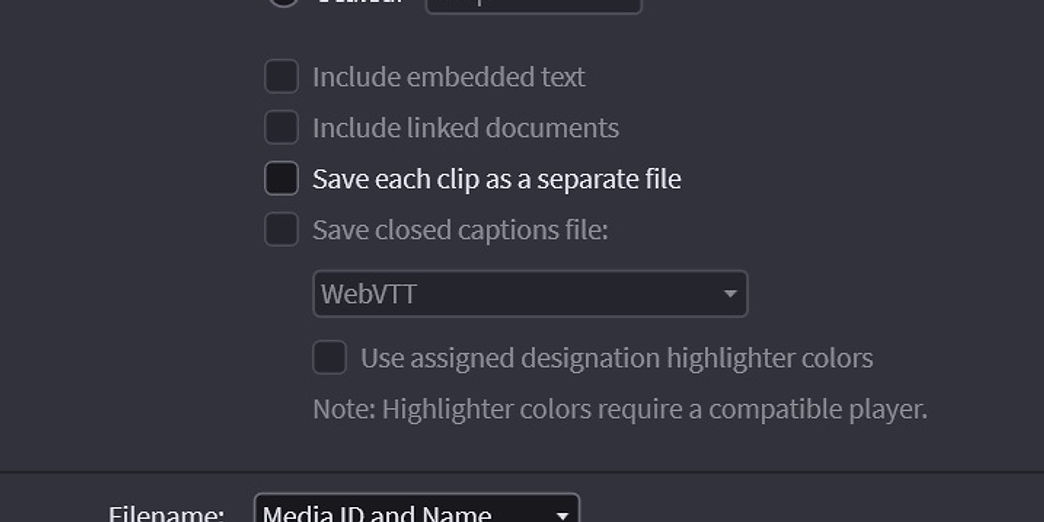 Include embedded text
Include linked documents
Save each clip as a separate file
Save closed captions file:
WebVTT
Use assigned designation highlighter colors
Note: Highlighter colors require a compatible player.
Filename: Media ID and Name